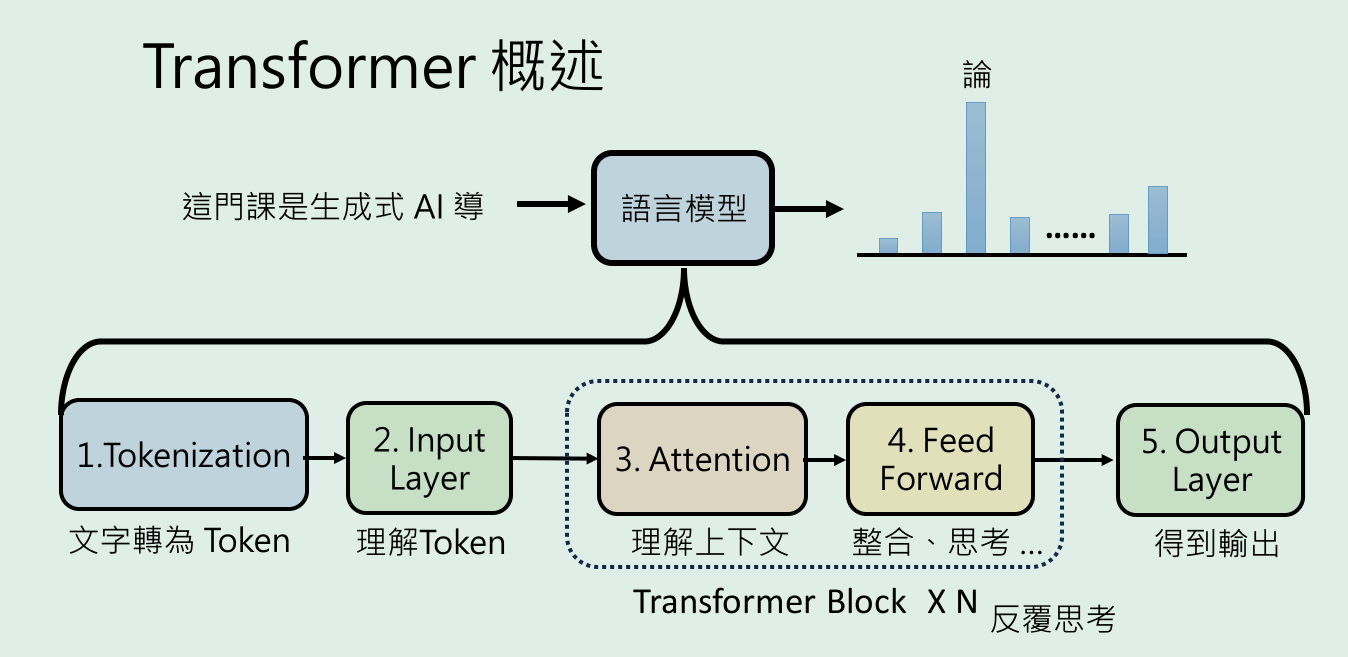 Transformer 概述
論
這門課是生成式 AI 導
語言模型
......
1.Tokenization
文字轉為 Token
2. Input
Layer
理解Token
3. Attention
理解上下文
4. Feed
Forward
整合、思考 ...
5. Output
Layer
得到輸出
Transformer Block X N
反覆思考